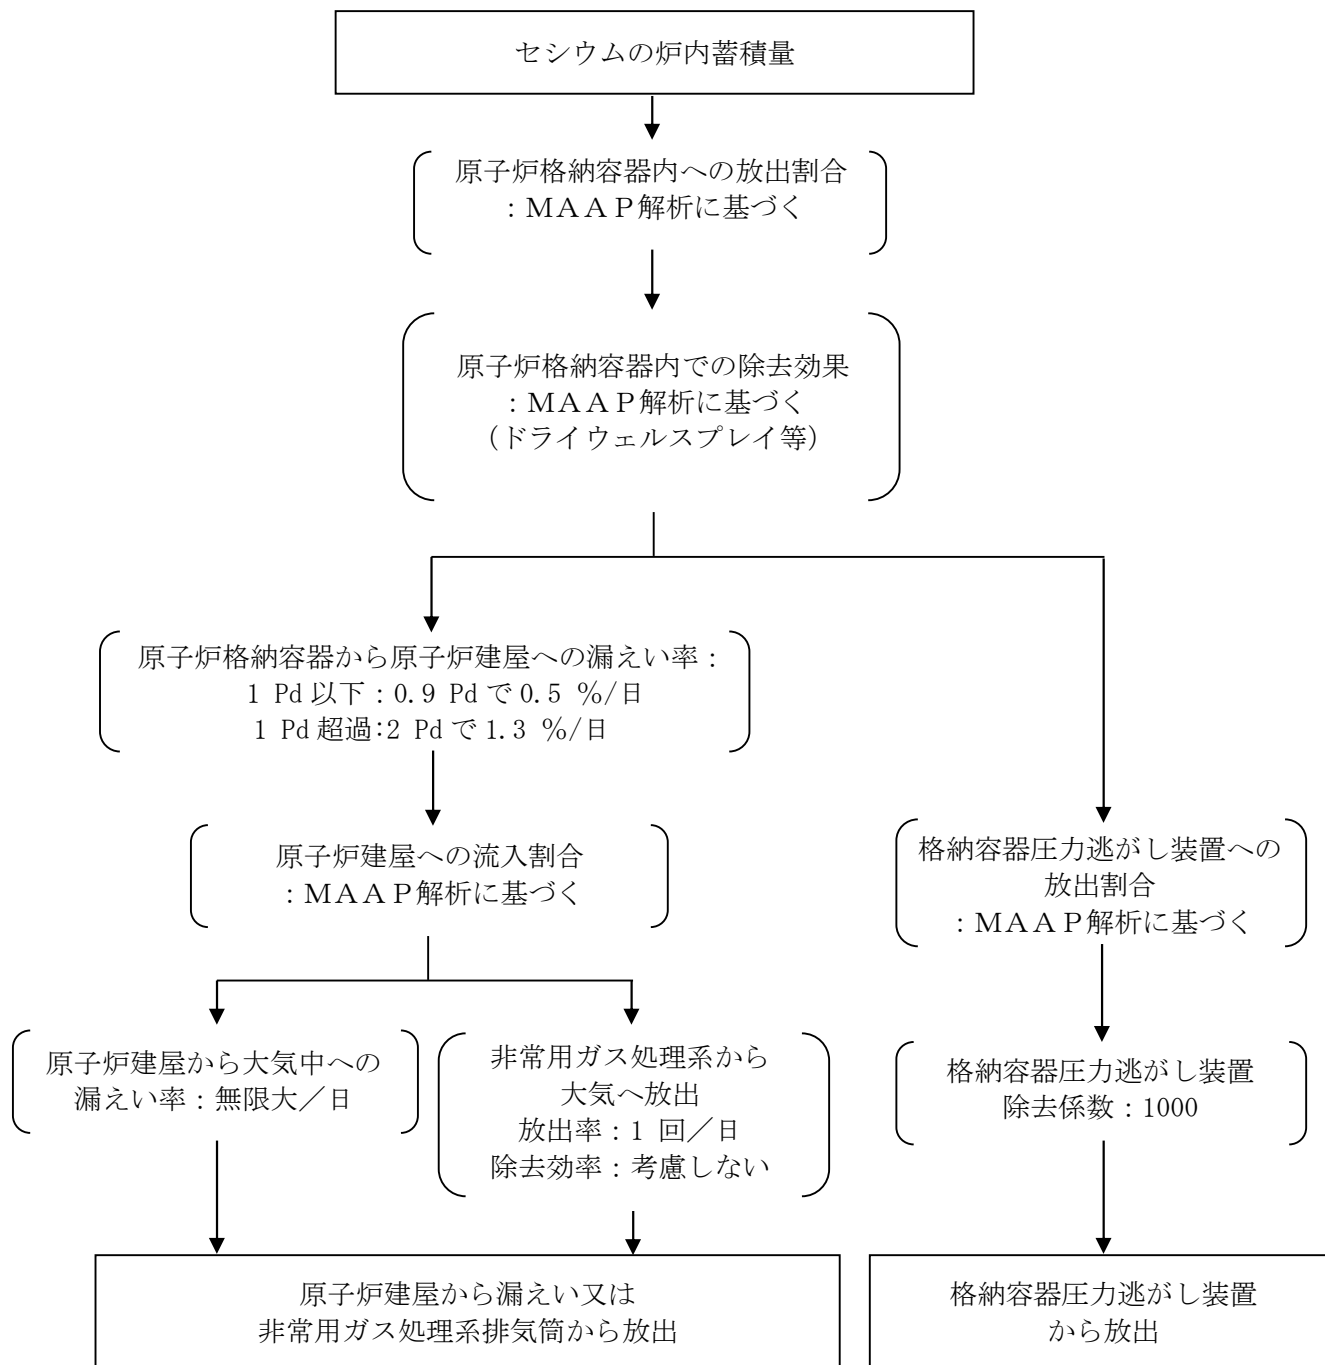 セシウムの炉内蓄積量
原子炉格納容器内への放出割合
：ＭＡＡＰ解析に基づく
原子炉格納容器内での除去効果
：ＭＡＡＰ解析に基づく
（ドライウェルスプレイ等）
原子炉格納容器から原子炉建屋への漏えい率：
1 Pd 以下：0.9 Pd で 0.5 %/日
1 Pd 超過：2 Pd で 1.3 %/日
原子炉建屋への流入割合
：ＭＡＡＰ解析に基づく
格納容器圧力逃がし装置への
放出割合
：ＭＡＡＰ解析に基づく
原子炉建屋から大気中への
漏えい率：無限大／日
非常用ガス処理系から
大気へ放出
放出率：1 回／日
除去効率：考慮しない
格納容器圧力逃がし装置
除去係数：1000
原子炉建屋から漏えい又は
非常用ガス処理系排気筒から放出
格納容器圧力逃がし装置
から放出